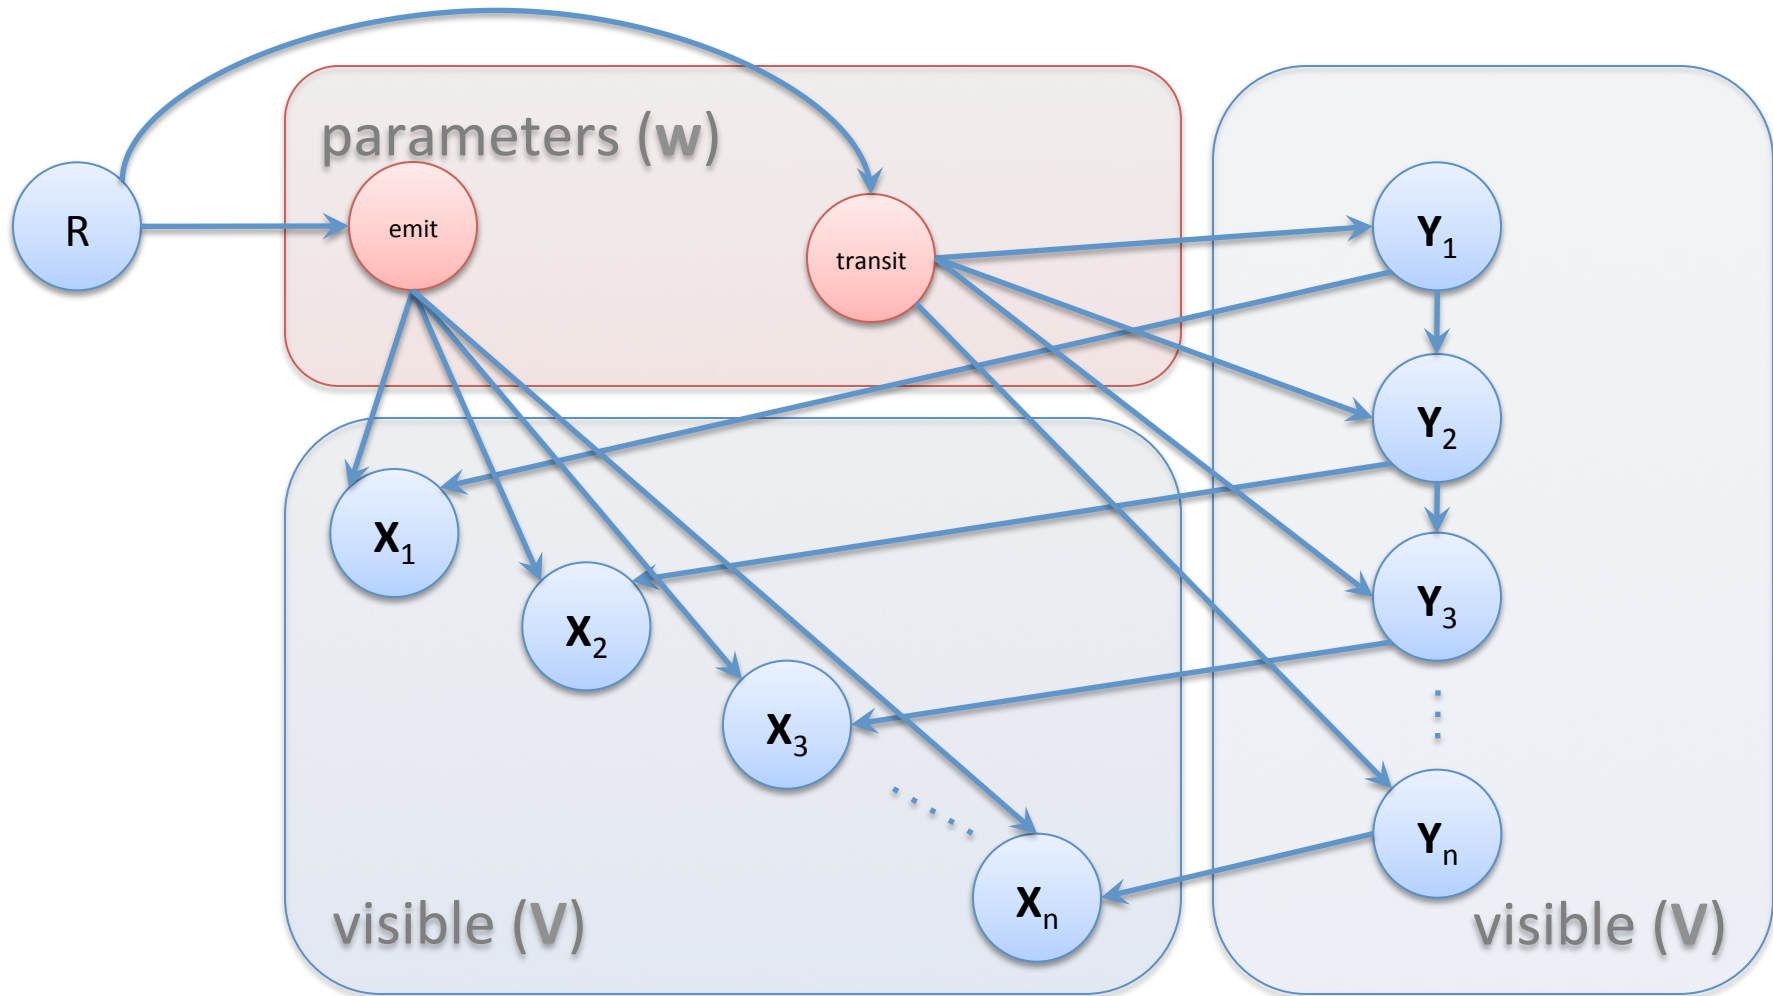 parameters (w)
R
emit
transit
Y1
Y2
Y3
Yn
X1
X2
X3
Xn
visible (V)
visible (V)